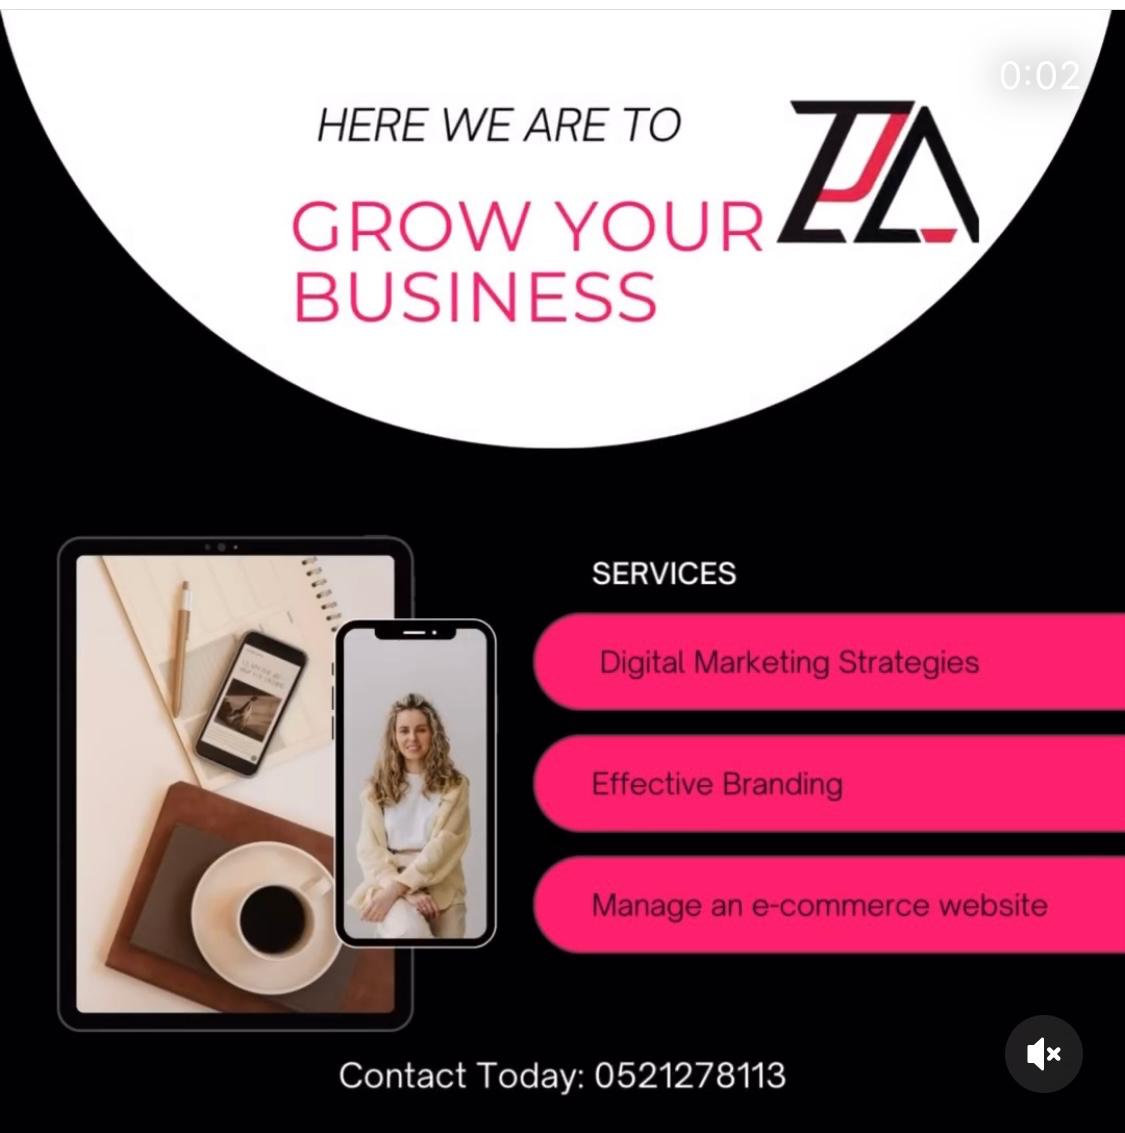 0:02
HERE WE ARE TO
GROW YOUR
BUSINESS
SERVICES
Digital Marketing Strategies
Effective Branding
Manage an e-commerce website
Contact Today: 0521278113